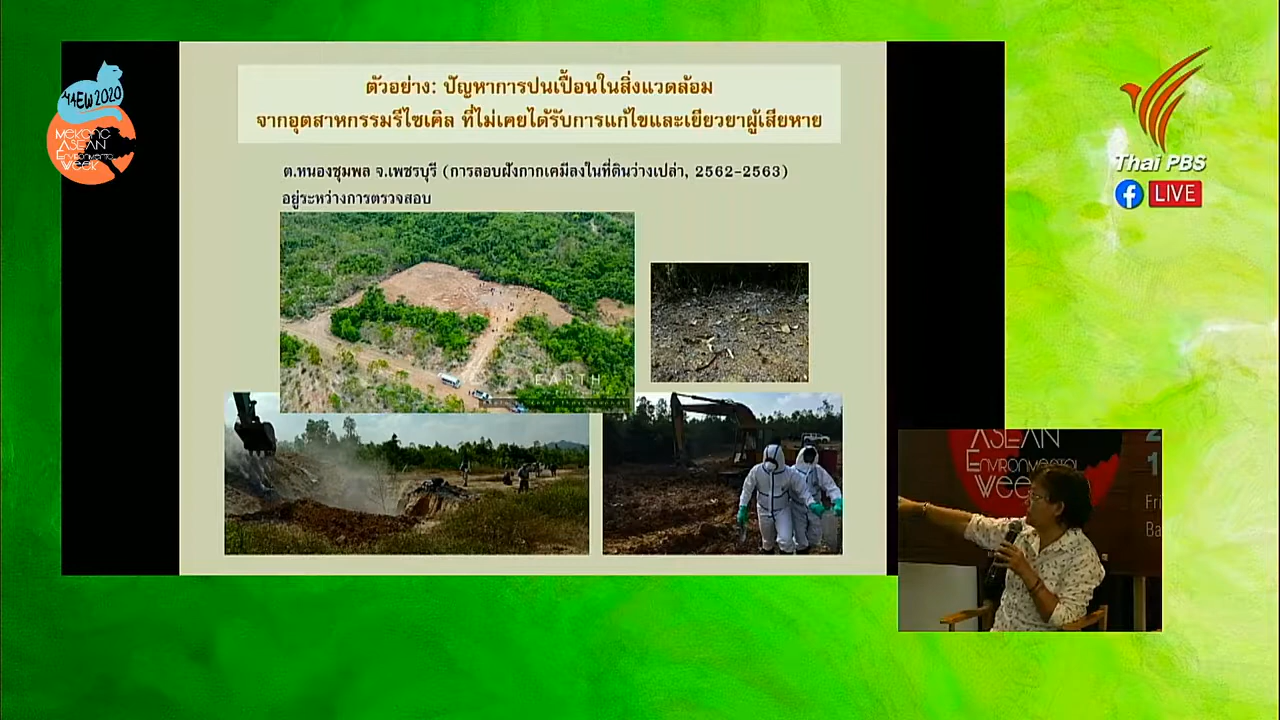 MAEW 2020
MEKONG
ASEAN
ENVIRONMENTAL
WEEK
ตัวอย่าง: ปัญหาการปนเปื้อนในสิ่งแวดล้อม
จากอุตสาหกรรมรีไซเคิล ที่ไม่เคยได้รับการแก้ไขและเยียวยาผู้เสียหาย
ต.หนองชุมพล จ.เพชรบุรี (การลอบฝังกากเคมีลงในที่ดินว่างเปล่า, 2562-2563)
อยู่ระหว่างการตรวจสอบ
EARTH
Thai PBS
LIVE
ASEAN
ENVIRONMENTAL
WEEK
Fri
Ba